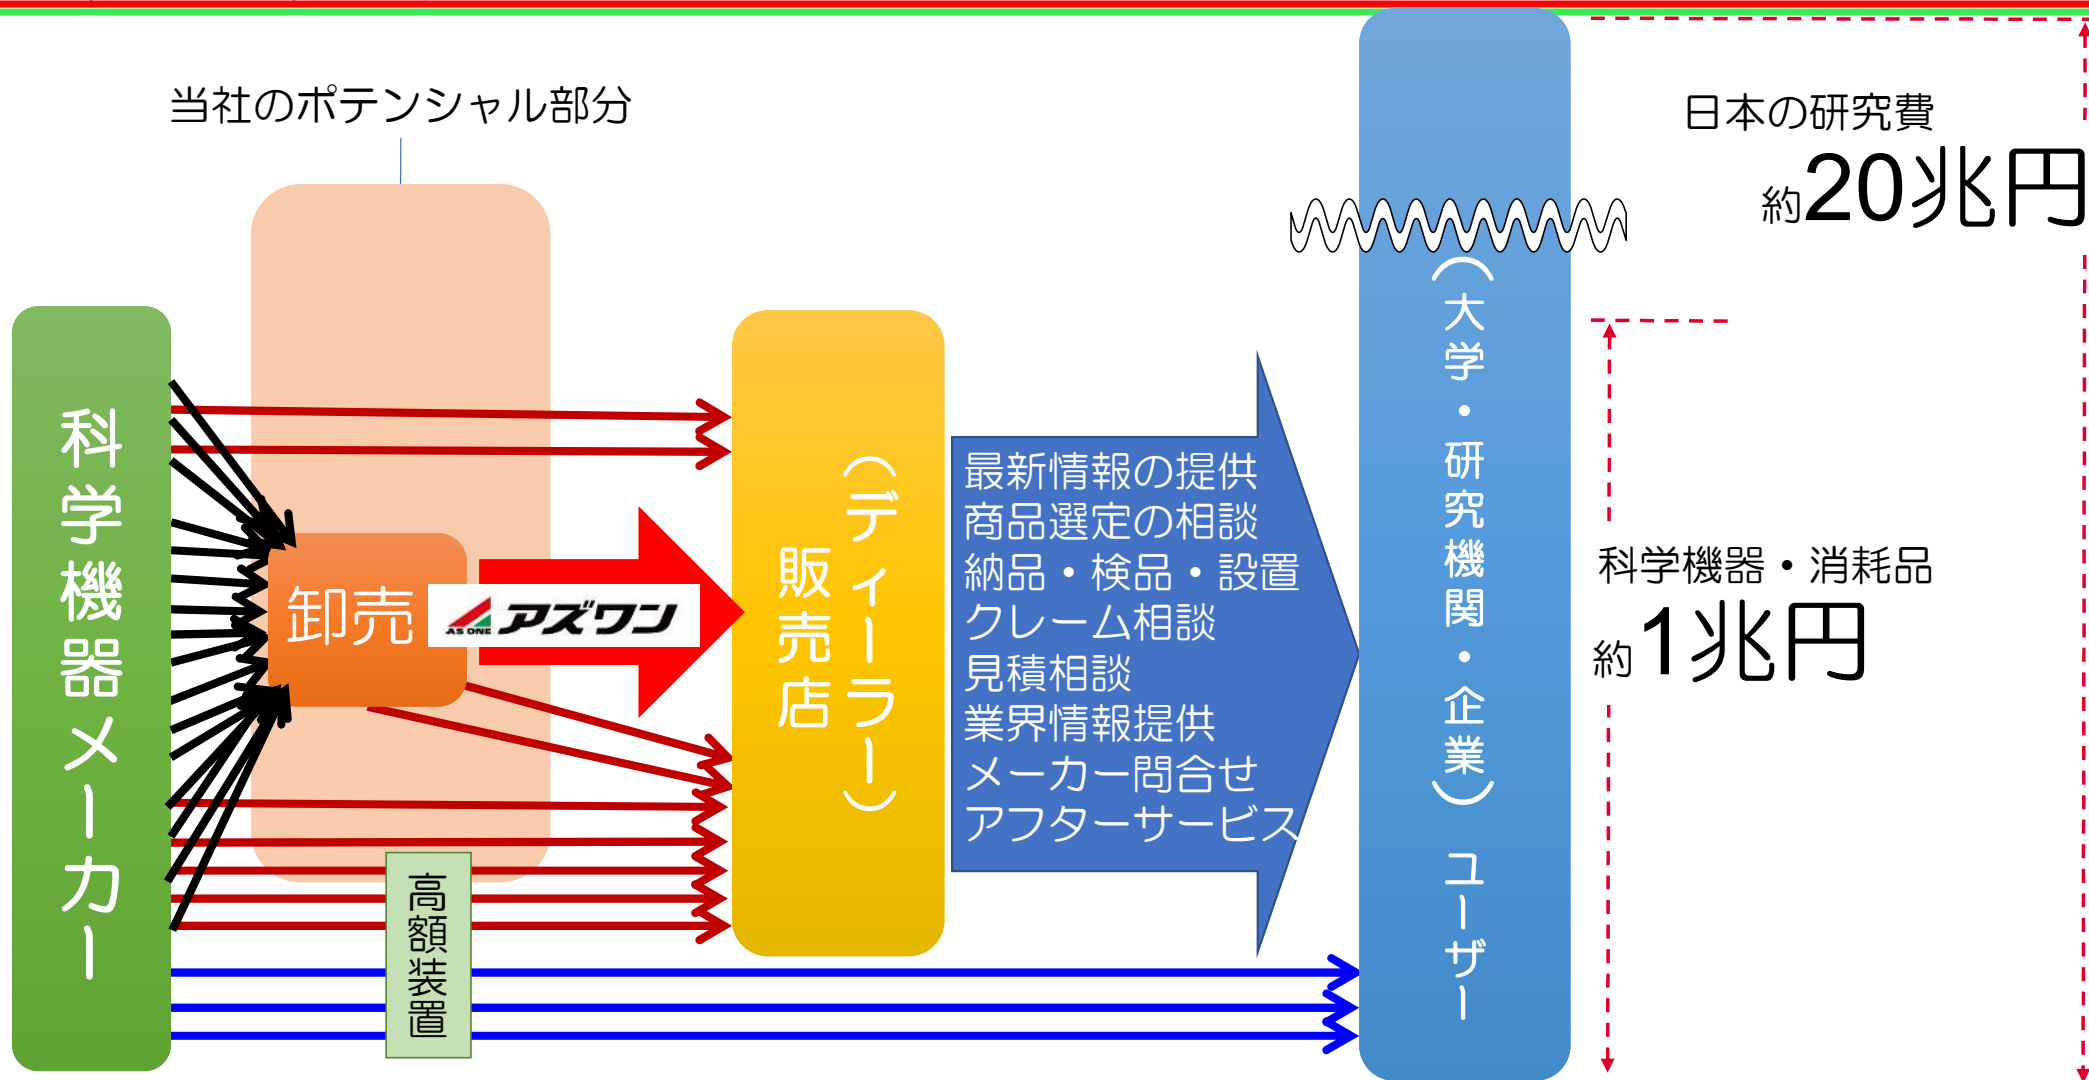 当社のポテンシャル部分
日本の研究費
約20兆円
科学機器メーカー
卸売
AS ONE アズワン
販売店
(ディーラー)
最新情報の提供
商品選定の相談
納品・検品・設置
クレーム相談
見積相談
業界情報提供
メーカー問合せ
アフターサービス
(大学・研究機関・企業) ユーザー
科学機器・消耗品
約1兆円
高額装置